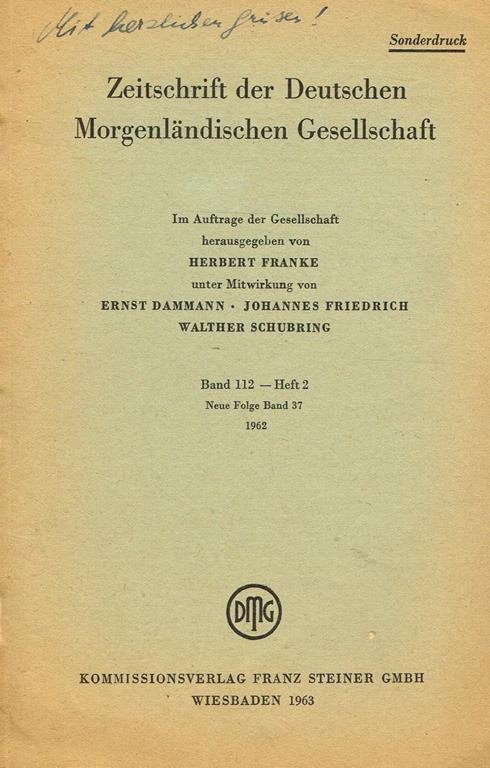 Mit herzlichen Grüßen!
Sonderdruck
Zeitschrift der Deutschen
Morgenländischen Gesellschaft
Im Auftrage der Gesellschaft
herausgegeben von
HERBERT FRANKE
unter Mitwirkung von
ERNST DAMMANN · JOHANNES FRIEDRICH
WALTHER SCHUBRING
Band 112 — Heft 2
Neue Folge Band 37
1962
DMG
KOMMISSIONSVERLAG FRANZ STEINER GMBH
WIESBADEN 1963